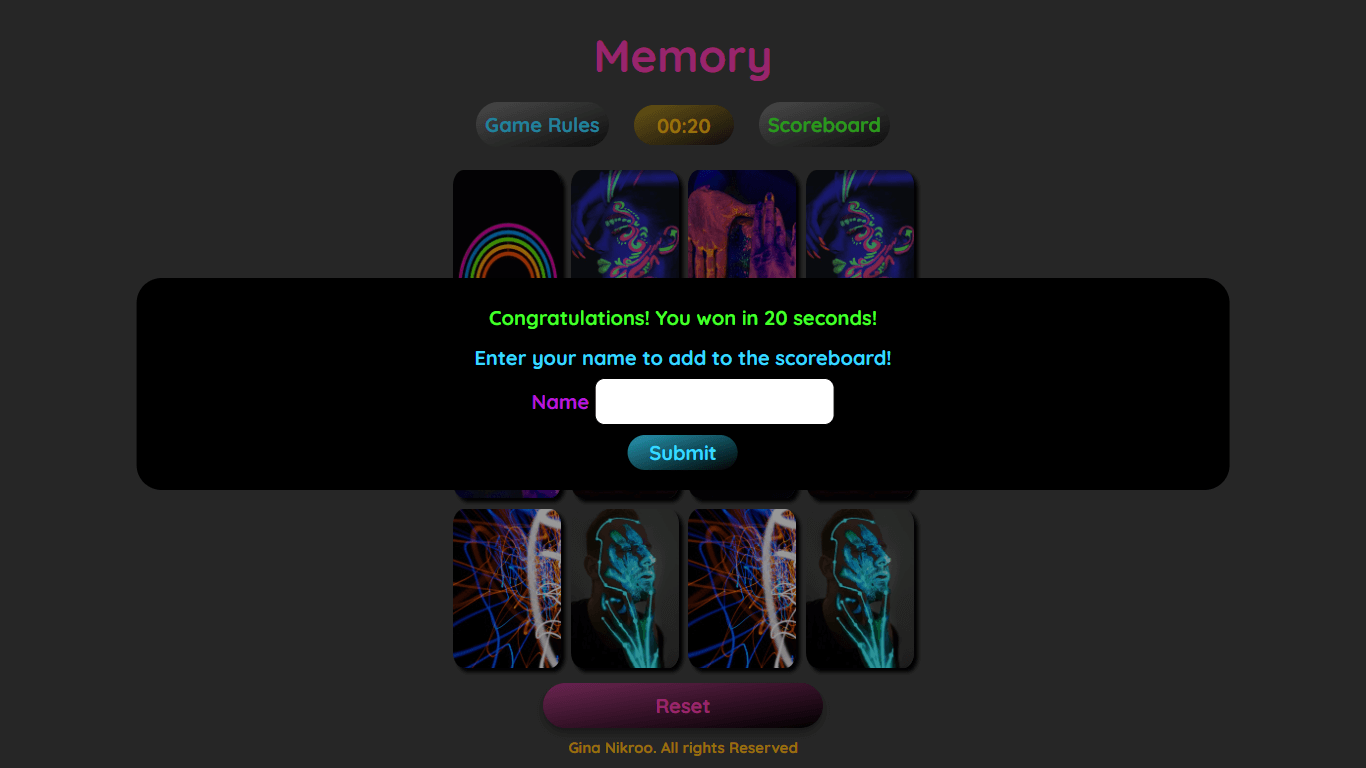 Memory
Game Rules
00:20
Scoreboard
Congratulations! You won in 20 seconds!
Enter your name to add to the scoreboard!
Name
Submit
Reset
Gina Nikroo. All rights Reserved